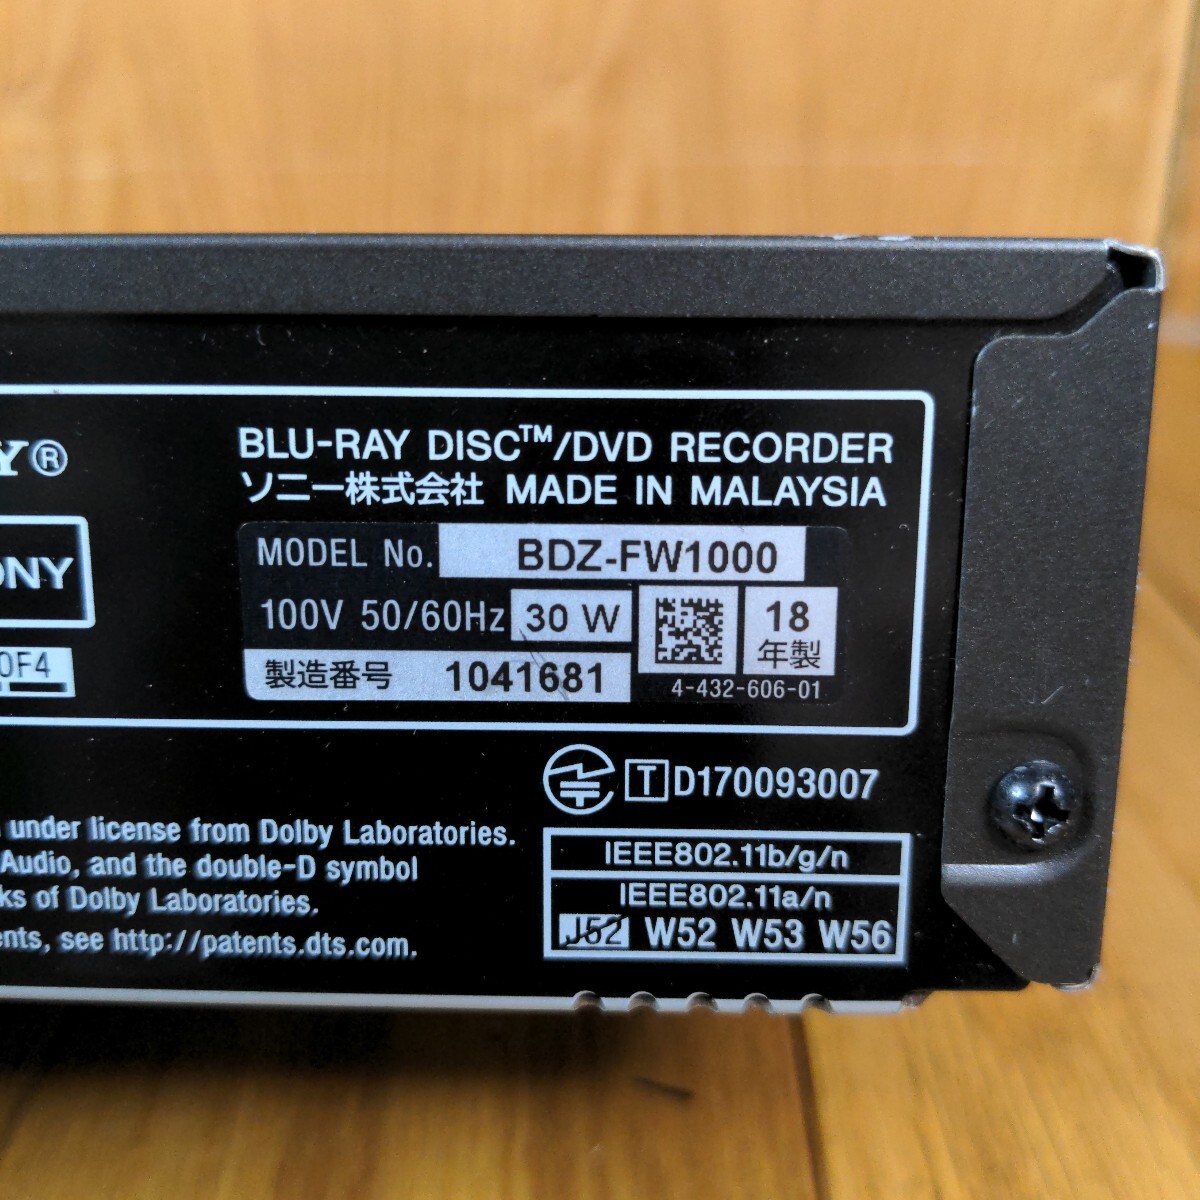 Y®
BLU-RAY DISC™/DVD RECORDER
ソニー株式会社 MADE IN MALAYSIA
MODEL No. BDZ-FW1000
100V 50/60Hz 30 W
18
年製
製造番号 1041681
4-432-606-01
ONY
0F4
T D170093007
under license from Dolby Laboratories.
Audio, and the double-D symbol
ks of Dolby Laboratories.
ents, see http://patents.dts.com.
IEEE802.11b/g/n
IEEE802.11a/n
J52 W52 W53 W56